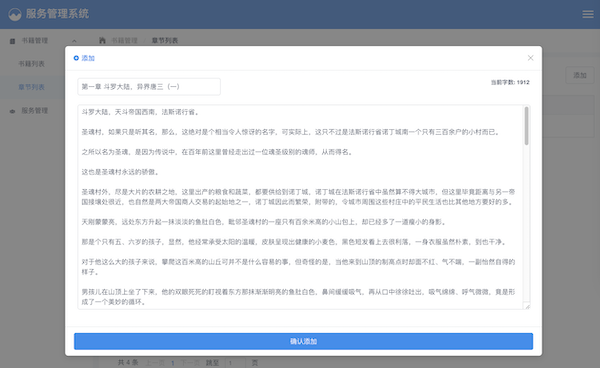 服务管理系统
书籍管理
书籍管理
章节列表
书籍列表
章节列表
服务管理
添加
添加
第一章 斗罗大陆，异界唐三（一）
当前字数: 1912
斗罗大陆，天斗帝国西南，法斯诺行省。
圣魂村，如果只是听其名，那么，这绝对是个相当令人惊讶的名字，可实际上，这只不过是法斯诺行省诺丁城南一个只有三百余户的小村而已。
之所以名为圣魂，是因为传说中，在百年前这里曾经走出过一位魂圣级别的魂师，从而得名。
这也是圣魂村永远的骄傲。
圣魂村外，尽是大片的农耕之地，这里出产的粮食和蔬菜，都要供给到诺丁城，诺丁城在法斯诺行省中虽然算不得大城市，但这里毕竟距离与另一帝
国接壤处很近，也自然是两大帝国商人交易的起始地之一，诺丁城因此而繁荣，附带的，令城市周围这些村庄中的平民生活也比其他地方要好的多。
天刚蒙蒙亮，远处东方升起一抹淡淡的鱼肚白色，毗邻圣魂村的一座只有百余米高的小山包上，却已经多了一道瘦小的身影。
那是个只有五、六岁的孩子，显然，他经常承受太阳的温暖，皮肤呈现出健康的小麦色，黑色短发看上去很利落，一身衣服虽然朴素，到也干净。
对于他这么大的孩子来说，攀爬这百米高的山丘可并不是什么容易的事，但奇怪的是，当他来到山顶的制高点时却面不红、气不喘，一副怡然自得的
样子。
男孩儿在山顶上坐了下来，他的双眼死死的盯视着东方那抹渐渐明亮的鱼肚白色，鼻间缓缓吸气，再从口中徐徐吐出，吸气绵绵，呼气微微，竟是形
成了一个美妙的循环。
确认添加
共 4 条
上一页
1
下一页
跳至
1
页